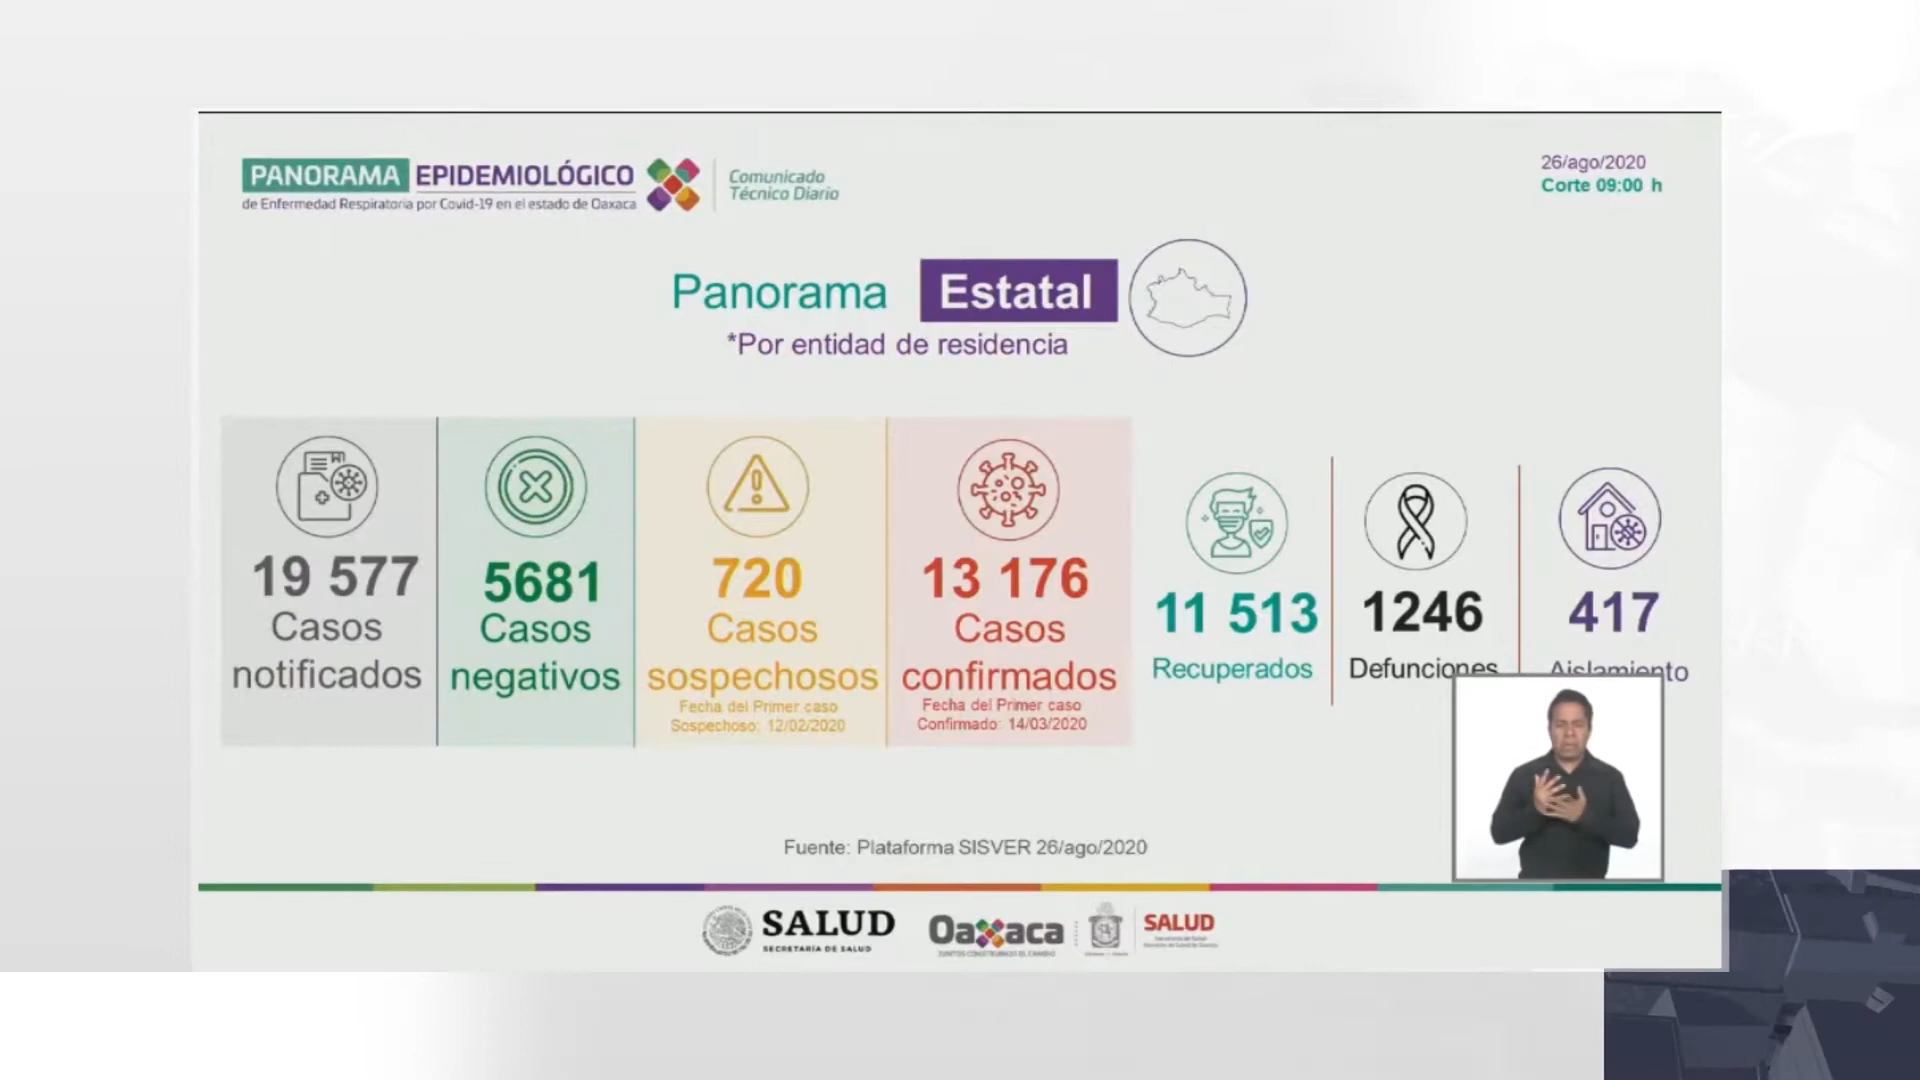 PANORAMA EPIDEMIOLÓGICO
de Enfermedad Respiratoria por Covid-19 en el estado de Oaxaca
Comunicado
Técnico Diario
26/ago/2020
Corte 09:00 h
Panorama Estatal
*Por entidad de residencia
19 577
Casos
notificados
5681
Casos
negativos
720
Casos
sospechosos
Fecha del Primer caso
Sospechoso: 12/02/2020
13 176
Casos
confirmados
Fecha del Primer caso
Confirmado: 14/03/2020
11 513
Recuperados
1246
Defunciones
417
Aislamiento
Fuente: Plataforma SISVER 26/ago/2020
SALUD
SECRETARÍA DE SALUD
Oaxaca
JUNTOS CONSTRUIMOS EL CAMBIO
SALUD